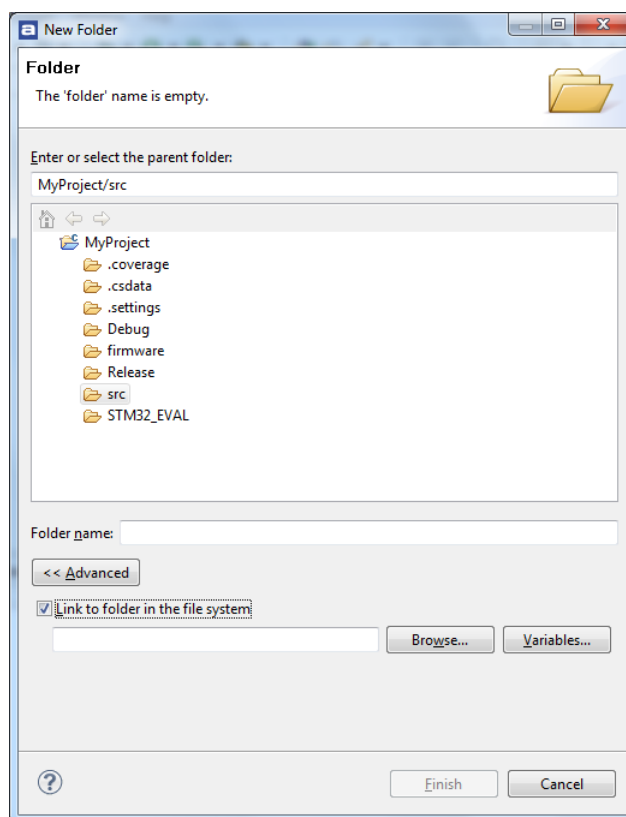 New Folder
Folder
The 'folder' name is empty.
Enter or select the parent folder:
MyProject/src
MyProject
.coverage
.csdata
.settings
Debug
firmware
Release
src
STM32_EVAL
Folder name:
<< Advanced
Link to folder in the file system
Browse... Variables...
Finish Cancel